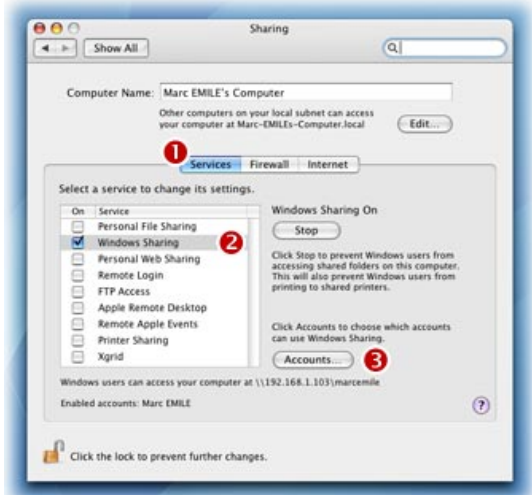 Sharing
Show All
Computer Name: Marc EMILE's Computer
Other computers on your local subnet can access
your computer at Marc-EMILEs-Computer.local
Edit...
1
Services Firewall Internet
Select a service to change its settings.
On Service
Personal File Sharing
Windows Sharing
2
Personal Web Sharing
Remote Login
FTP Access
Apple Remote Desktop
Remote Apple Events
Printer Sharing
Xgrid
Windows Sharing On
Stop
Click Stop to prevent Windows users from
accessing shared folders on this computer.
This will also prevent Windows users from
printing to shared printers.
Click Accounts to choose which accounts
can use Windows Sharing.
Accounts...
3
Windows users can access your computer at \\192.168.1.103\marcemile
Enabled accounts: Marc EMILE
?
Click the lock to prevent further changes.